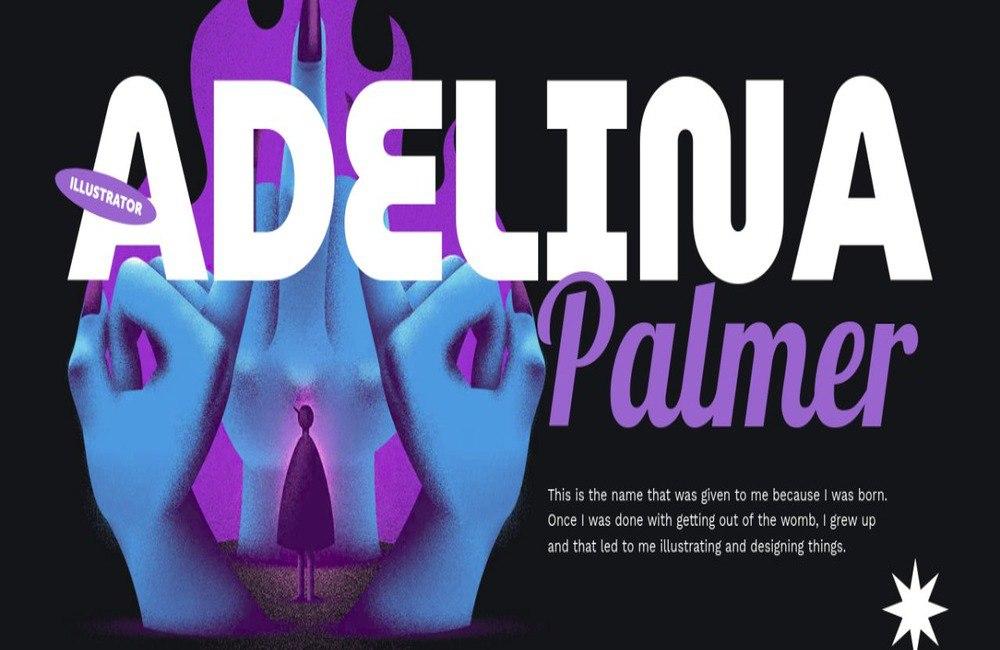 ADELINA
ILLUSTRATOR
Palmer
This is the name that was given to me because I was born.
Once I was done with getting out of the womb, I grew up
and that led to me illustrating and designing things.